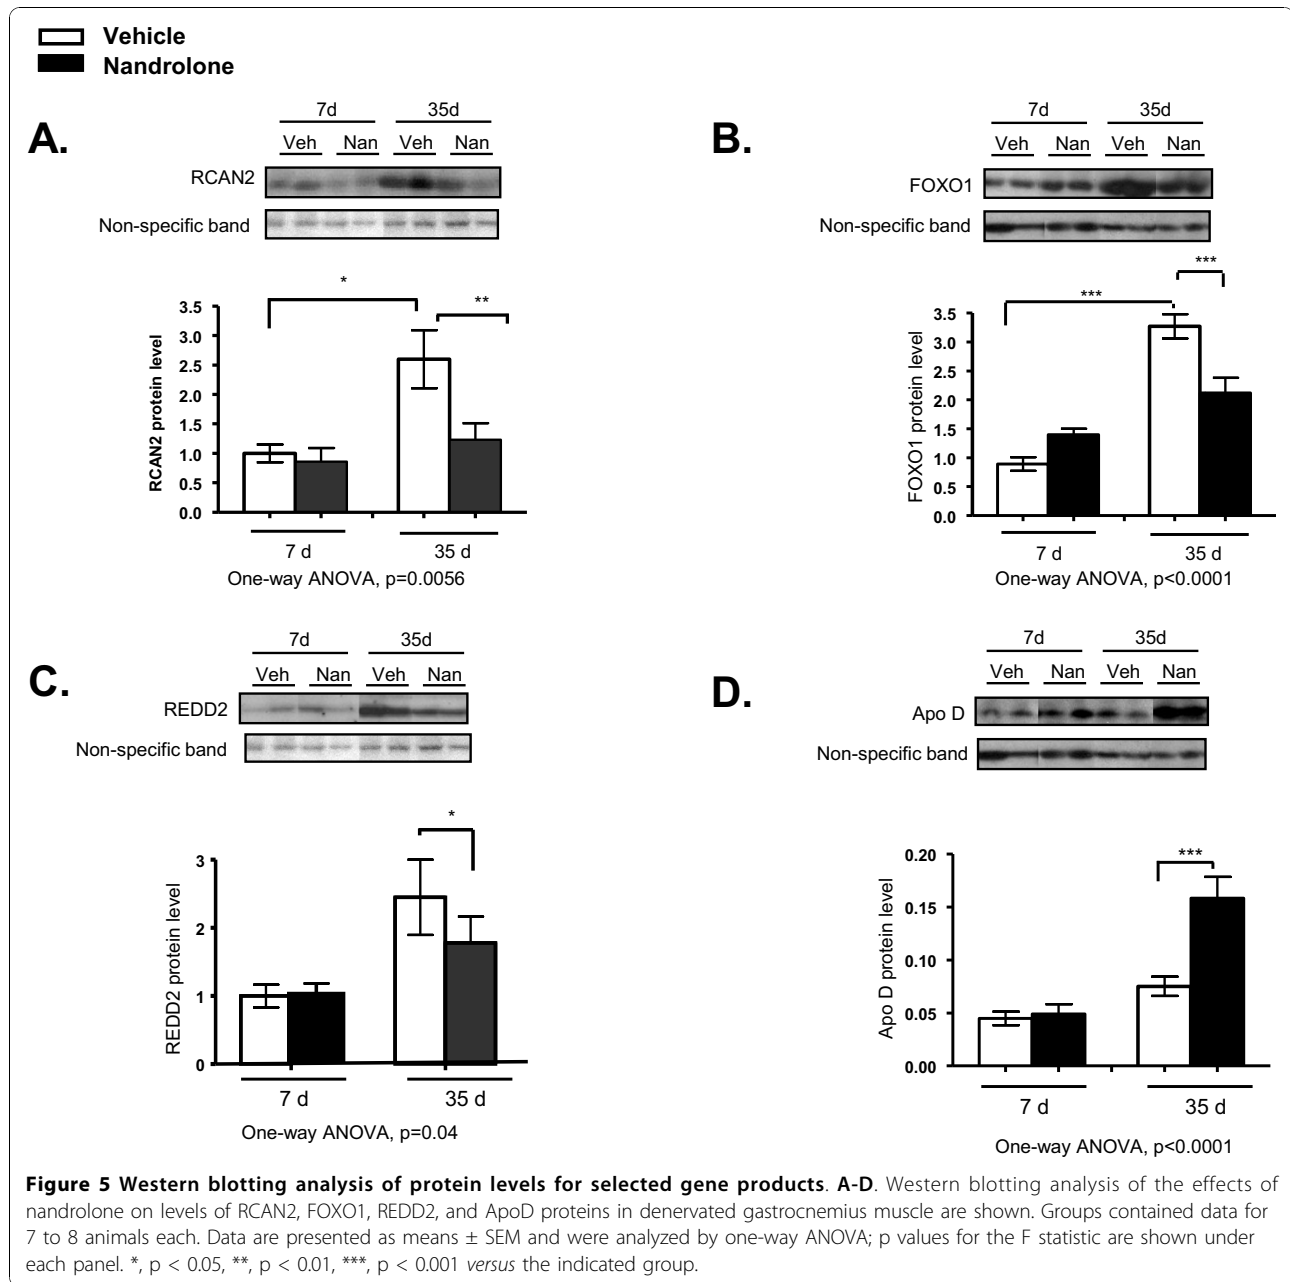 Vehicle
Nandrolone
A.
7d 35d
Veh Nan Veh Nan
RCAN2
Non-specific band
* **
RCAN2 protein level
3.5
3.0
2.5
2.0
1.5
1.0
0.5
0.0
7 d 35 d
One-way ANOVA, p=0.0056
B.
7d 35d
Veh Nan Veh Nan
FOXO1
Non-specific band
*** ***
FOXO1 protein level
3.5
3.0
2.5
2.0
1.5
1.0
0.5
0.0
7 d 35 d
One-way ANOVA, p<0.0001
C.
7d 35d
Veh Nan Veh Nan
REDD2
Non-specific band
*
REDD2 protein level
3
2
1
0
7 d 35 d
One-way ANOVA, p=0.04
D.
7d 35d
Veh Nan Veh Nan
Apo D
Non-specific band
***
Apo D protein level
0.20
0.15
0.10
0.05
0.00
7 d 35 d
One-way ANOVA, p<0.0001
Figure 5 Western blotting analysis of protein levels for selected gene products. A-D. Western blotting analysis of the effects of
nandrolone on levels of RCAN2, FOXO1, REDD2, and ApoD proteins in denervated gastrocnemius muscle are shown. Groups contained data for
7 to 8 animals each. Data are presented as means ± SEM and were analyzed by one-way ANOVA; p values for the F statistic are shown under
each panel. *, p < 0.05, **, p < 0.01, ***, p < 0.001 versus the indicated group.